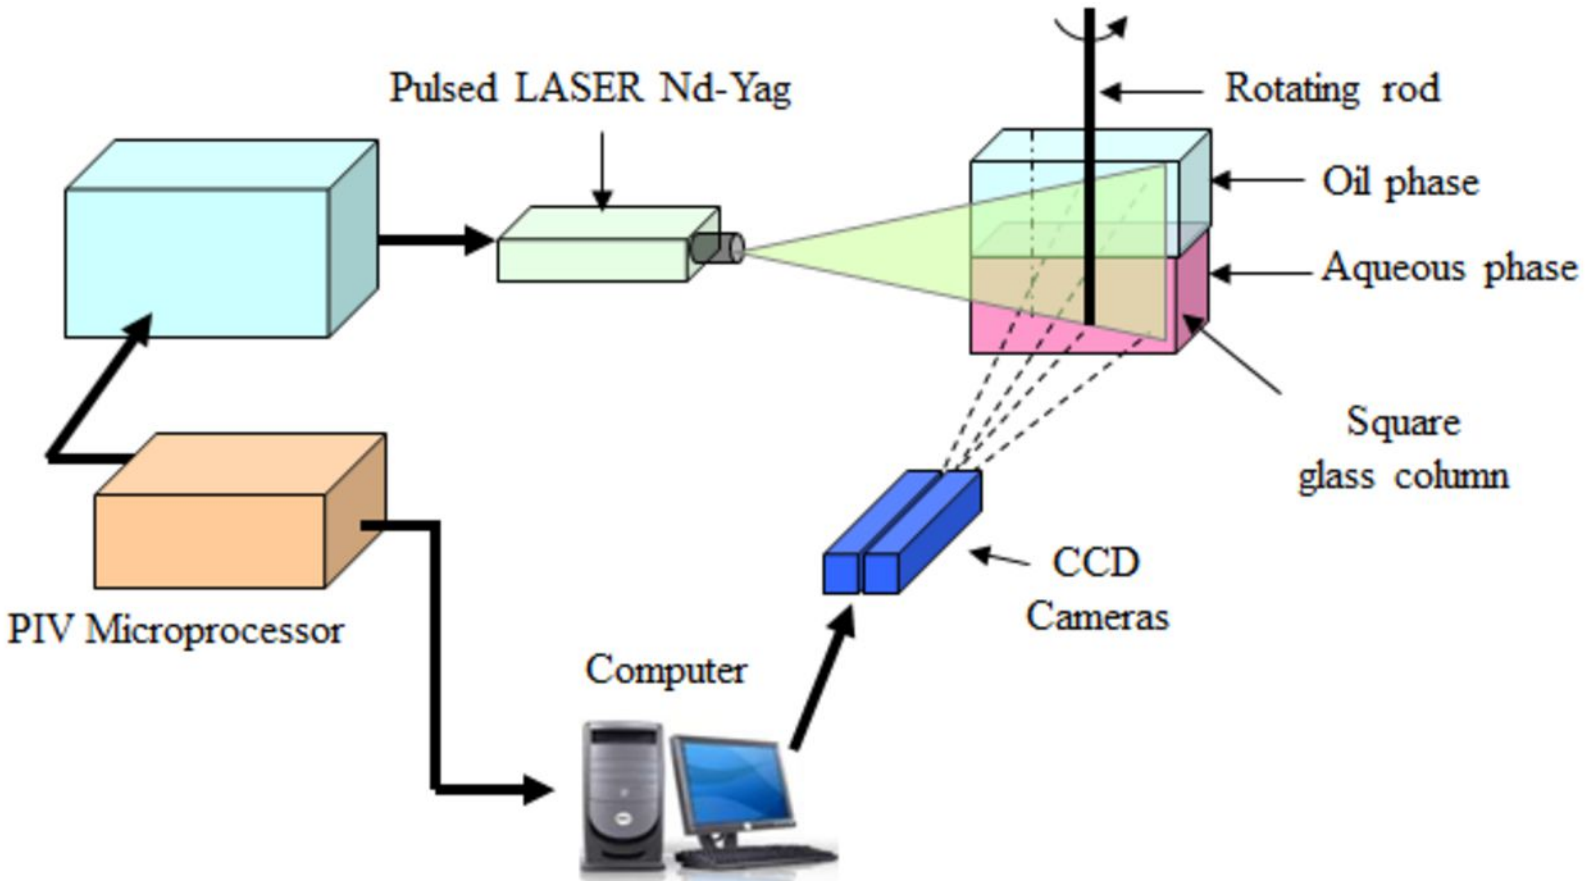 Pulsed LASER Nd-Yag
Rotating rod
Oil phase
Aqueous phase
Square
glass column
CCD
Cameras
PIV Microprocessor
Computer